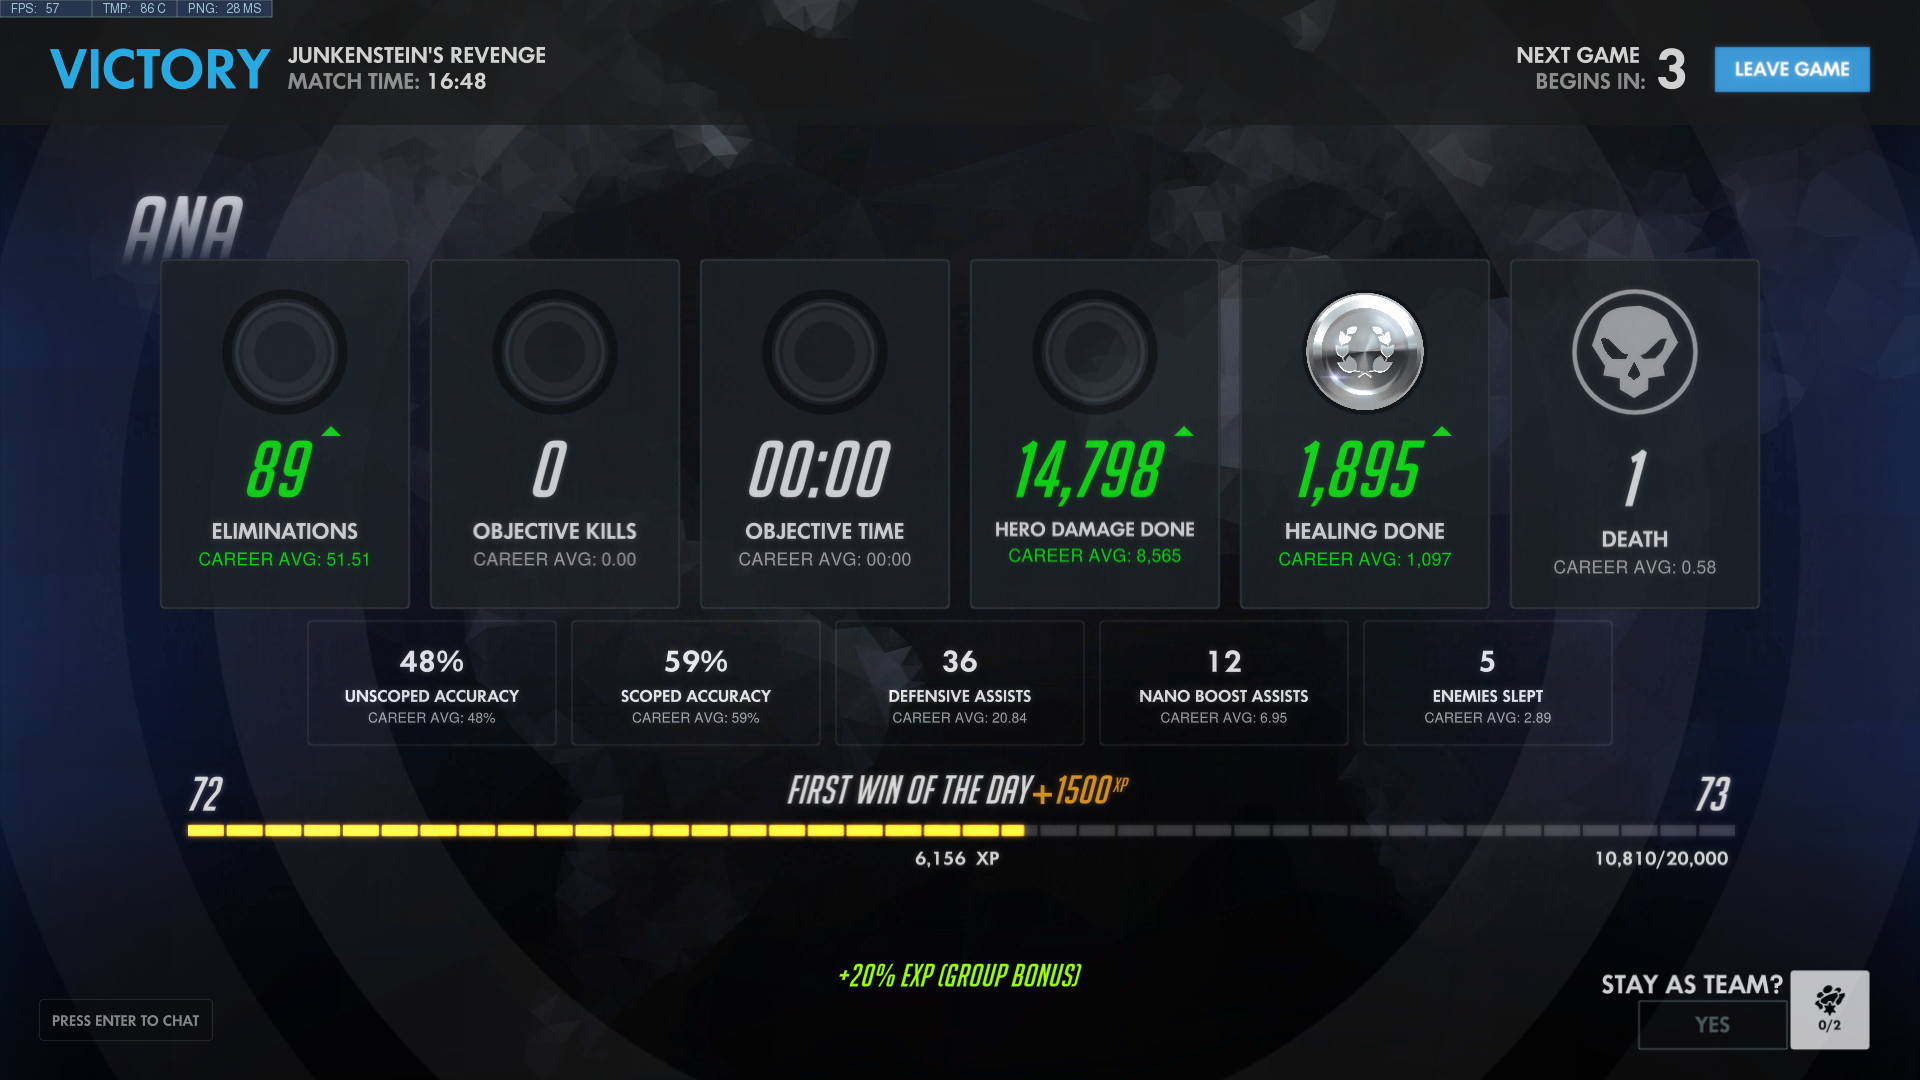 FPS: 57 TMP: 86 C PNG: 28 MS
VICTORY
JUNKENSTEIN'S REVENGE
MATCH TIME: 16:48
NEXT GAME
BEGINS IN: 3
LEAVE GAME
ANA
89
ELIMINATIONS
CAREER AVG: 51.51
0
OBJECTIVE KILLS
CAREER AVG: 0.00
00:00
OBJECTIVE TIME
CAREER AVG: 00:00
14,798
HERO DAMAGE DONE
CAREER AVG: 8,565
1,895
HEALING DONE
CAREER AVG: 1,097
1
DEATH
CAREER AVG: 0.58
48%
UNSCOPED ACCURACY
CAREER AVG: 48%
59%
SCOPED ACCURACY
CAREER AVG: 59%
36
DEFENSIVE ASSISTS
CAREER AVG: 20.84
12
NANO BOOST ASSISTS
CAREER AVG: 6.95
5
ENEMIES SLEPT
CAREER AVG: 2.89
72
FIRST WIN OF THE DAY +1500 XP
73
6,156 XP
10,810/20,000
+20% EXP (GROUP BONUS)
STAY AS TEAM?
YES
0/2
PRESS ENTER TO CHAT